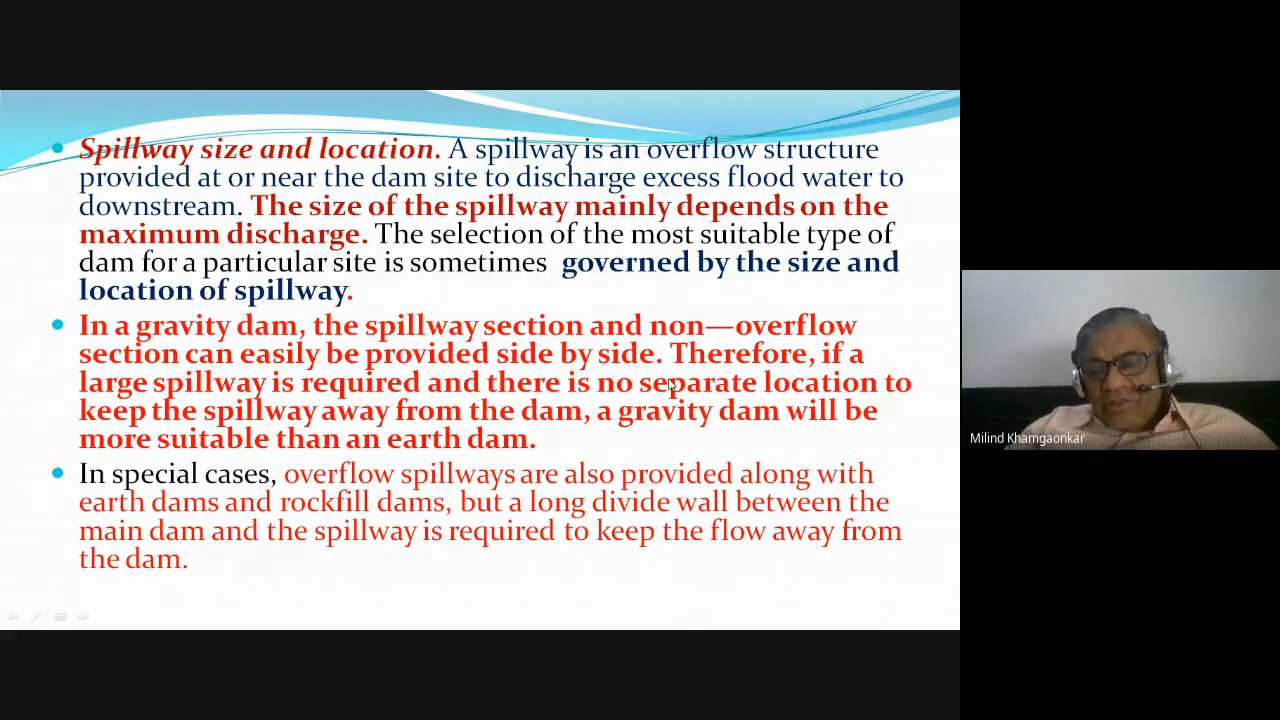 Spillway size and location. A spillway is an overflow structure
provided at or near the dam site to discharge excess flood water to
downstream. The size of the spillway mainly depends on the
maximum discharge. The selection of the most suitable type of
dam for a particular site is sometimes governed by the size and
location of spillway.
In a gravity dam, the spillway section and non—overflow
section can easily be provided side by side. Therefore, if a
large spillway is required and there is no separate location to
keep the spillway away from the dam, a gravity dam will be
more suitable than an earth dam.
In special cases, overflow spillways are also provided along with
earth dams and rockfill dams, but a long divide wall between the
main dam and the spillway is required to keep the flow away from
the dam.
Milind Khamgaonkar